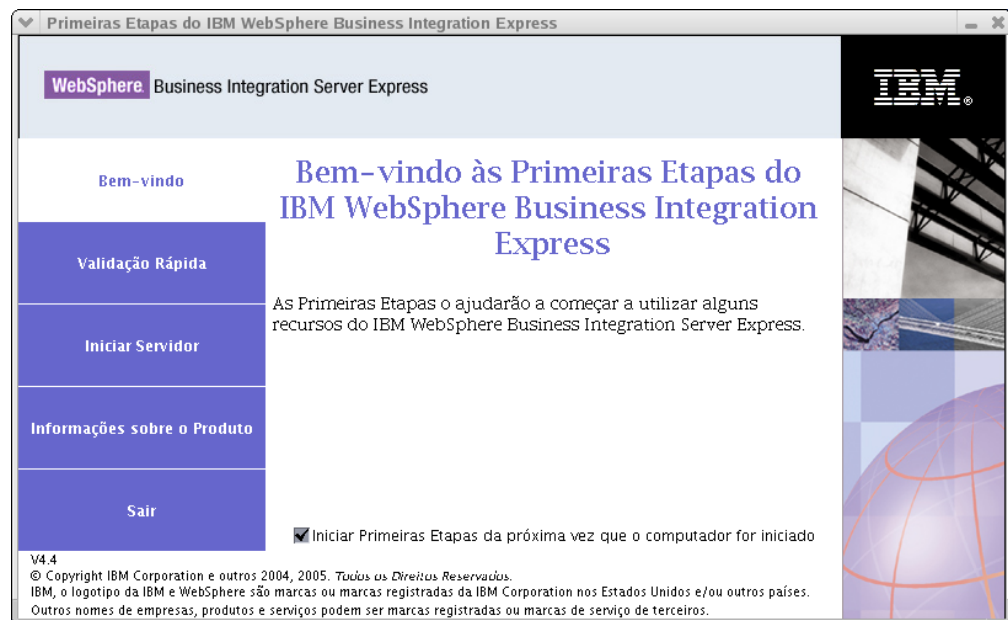 Primeiras Etapas do IBM WebSphere Business Integration Express
WebSphere. Business Integration Server Express
IBM®
Bem-vindo
Validação Rápida
Iniciar Servidor
Informações sobre o Produto
Sair
Bem-vindo às Primeiras Etapas do
IBM WebSphere Business Integration
Express
As Primeiras Etapas o ajudarão a começar a utilizar alguns
recursos do IBM WebSphere Business Integration Server Express.
Iniciar Primeiras Etapas da próxima vez que o computador for iniciado
V4.4
© Copyright IBM Corporation e outros 2004, 2005. Todos os Direitos Reservados.
IBM, o logotipo da IBM e WebSphere são marcas ou marcas registradas da IBM Corporation nos Estados Unidos e/ou outros países.
Outros nomes de empresas, produtos e serviços podem ser marcas registradas ou marcas de serviço de terceiros.